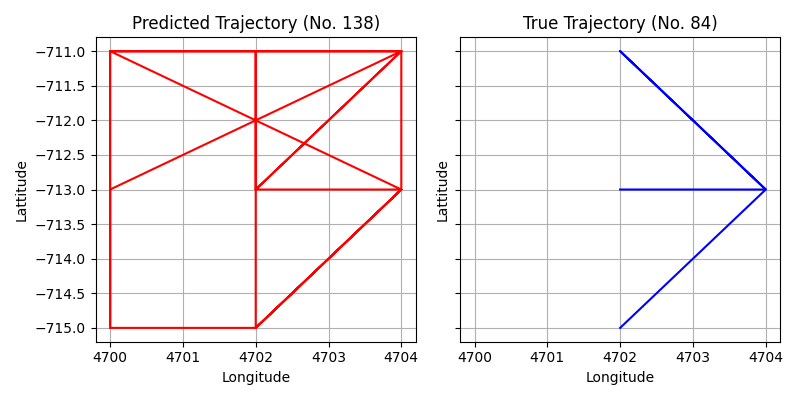 Predicted Trajectory (No. 138)
True Trajectory (No. 84)
−711.0
−711.5
−712.0
−712.5
−713.0
−713.5
−714.0
−714.5
−715.0
Lattitude
Lattitude
4700 4701 4702 4703 4704
4700 4701 4702 4703 4704
Longitude
Longitude